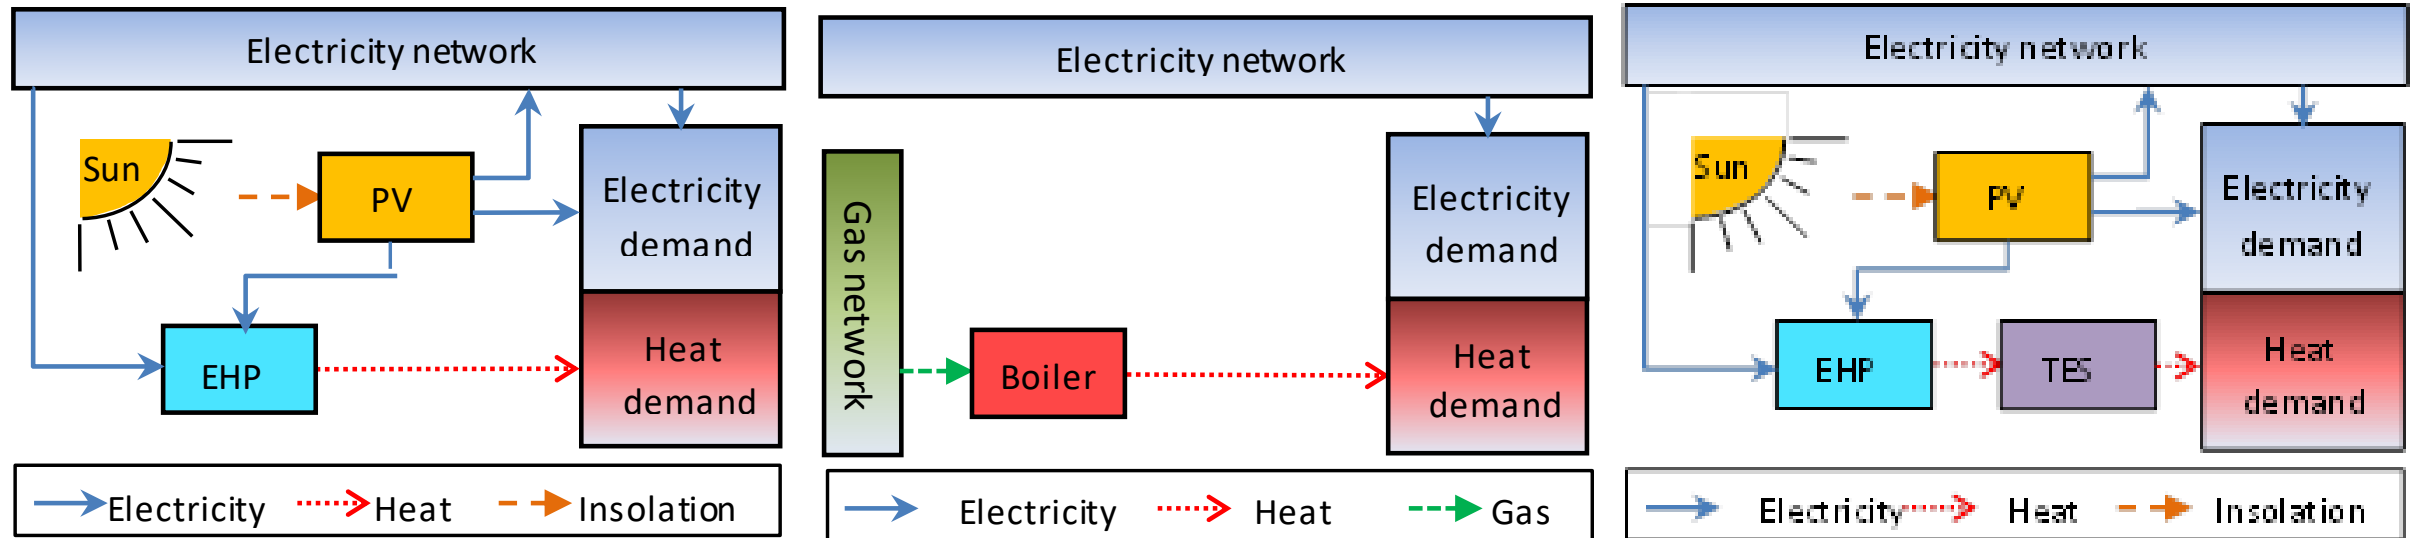 Electricity network
Sun
PV
Electricity
demand
EHP
Heat
demand
Electricity
Heat
Insolation
Electricity network
Gas network
Electricity
demand
Boiler
Heat
demand
Electricity
Heat
Gas
Electricity network
Sun
PV
Electricity
demand
EHP
TES
Heat
demand
Electricity
Heat
Insolation